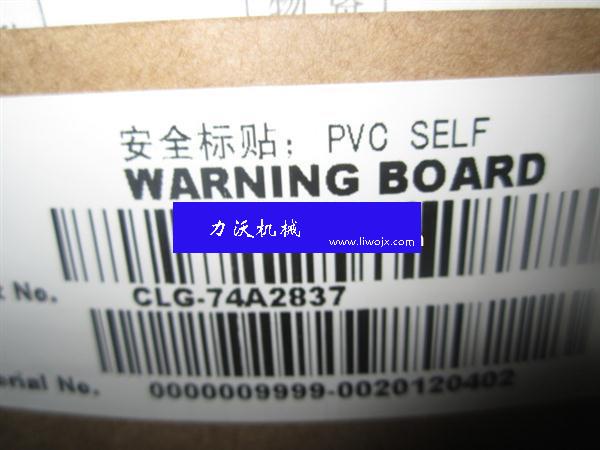 安全标贴: PVC SELF
WARNING BOARD
力沃机械
www.liwojx.com
No.
CLG-74A2837
No.
0000009999-0020120402